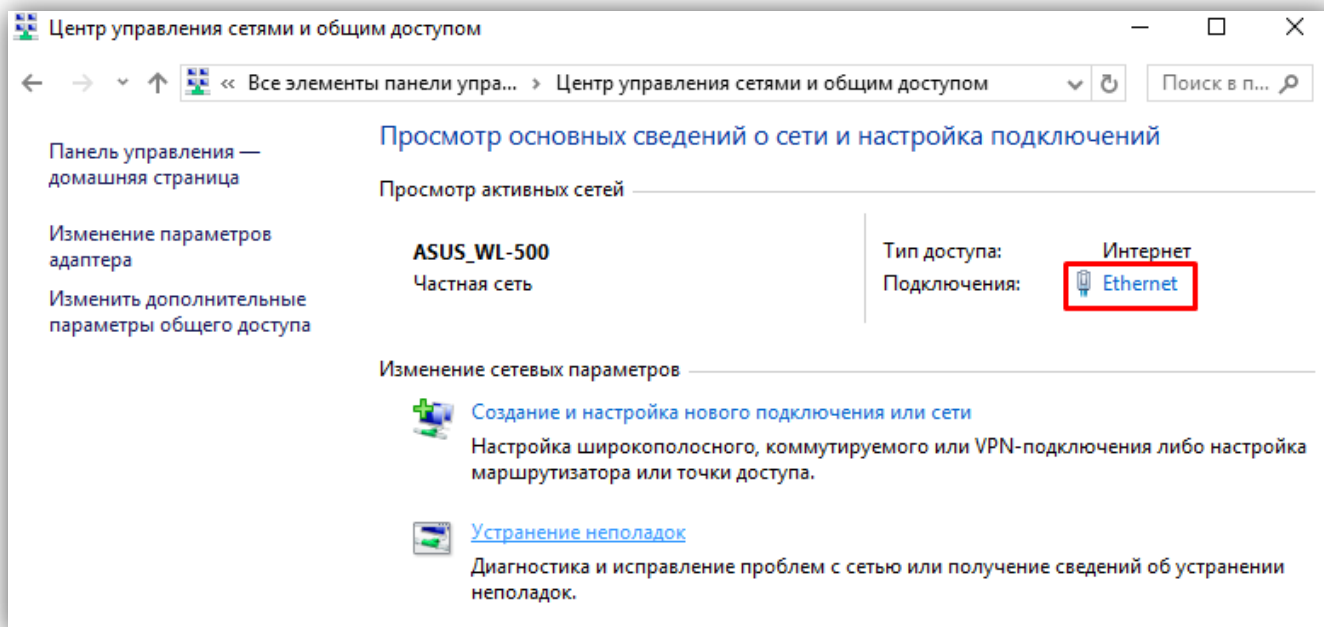 Центр управления сетями и общим доступом
« Все элементы панели упра... › Центр управления сетями и общим доступом
Поиск в п...
Панель управления —
домашняя страница
Изменение параметров
адаптера
Изменить дополнительные
параметры общего доступа
Просмотр основных сведений о сети и настройка подключений
Просмотр активных сетей
ASUS_WL-500
Частная сеть
Тип доступа: Интернет
Подключения: Ethernet
Изменение сетевых параметров
Создание и настройка нового подключения или сети
Настройка широкополосного, коммутируемого или VPN-подключения либо настройка
маршрутизатора или точки доступа.
Устранение неполадок
Диагностика и исправление проблем с сетью или получение сведений об устранении
неполадок.